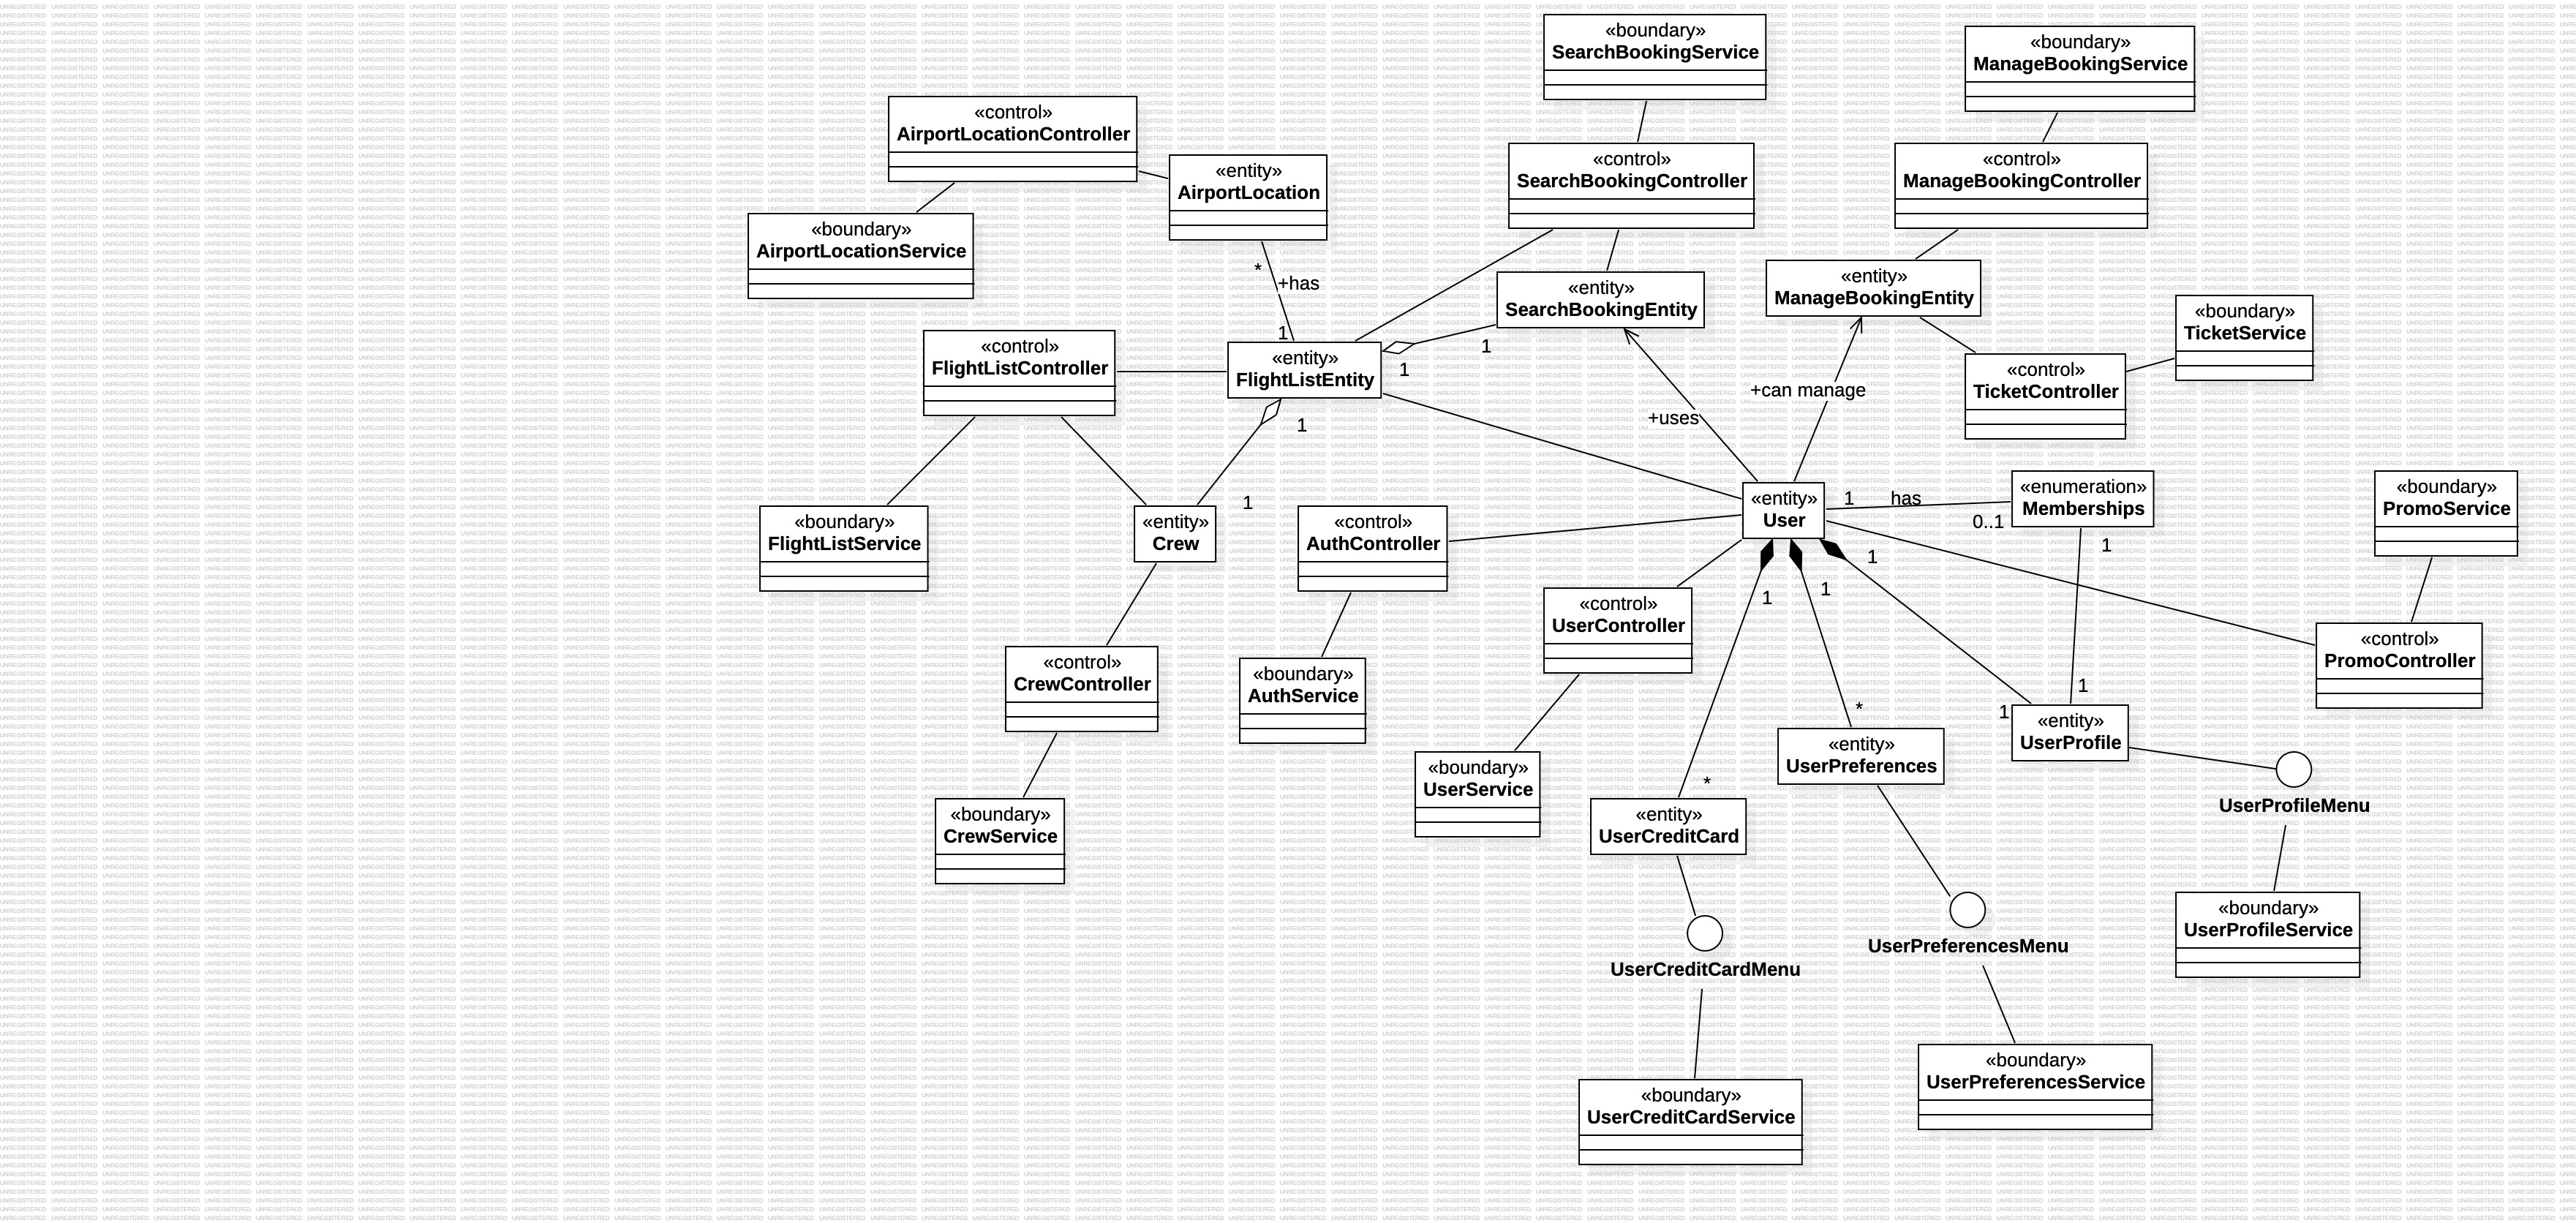 «boundary»
SearchBookingService
«boundary»
ManageBookingService
«control»
AirportLocationController
«entity»
AirportLocation
«control»
SearchBookingController
«control»
ManageBookingController
«boundary»
AirportLocationService
*
+has
1
«entity»
SearchBookingEntity
«entity»
ManageBookingEntity
«boundary»
TicketService
«control»
FlightListController
«entity»
FlightListEntity
1
1
1
+uses
+can manage
«control»
TicketController
«boundary»
FlightListService
«entity»
Crew
1
«control»
AuthController
«entity»
User
1
has
0..1
«enumeration»
Memberships
1
«boundary»
PromoService
1
1
1
«control»
UserController
«control»
CrewController
«boundary»
AuthService
«control»
PromoController
*
*
1
1
«entity»
UserProfile
«entity»
UserPreferences
«boundary»
UserService
«entity»
UserCreditCard
UserProfileMenu
«boundary»
CrewService
UserCreditCardMenu
UserPreferencesMenu
«boundary»
UserProfileService
«boundary»
UserCreditCardService
«boundary»
UserPreferencesService
UNREGISTERED